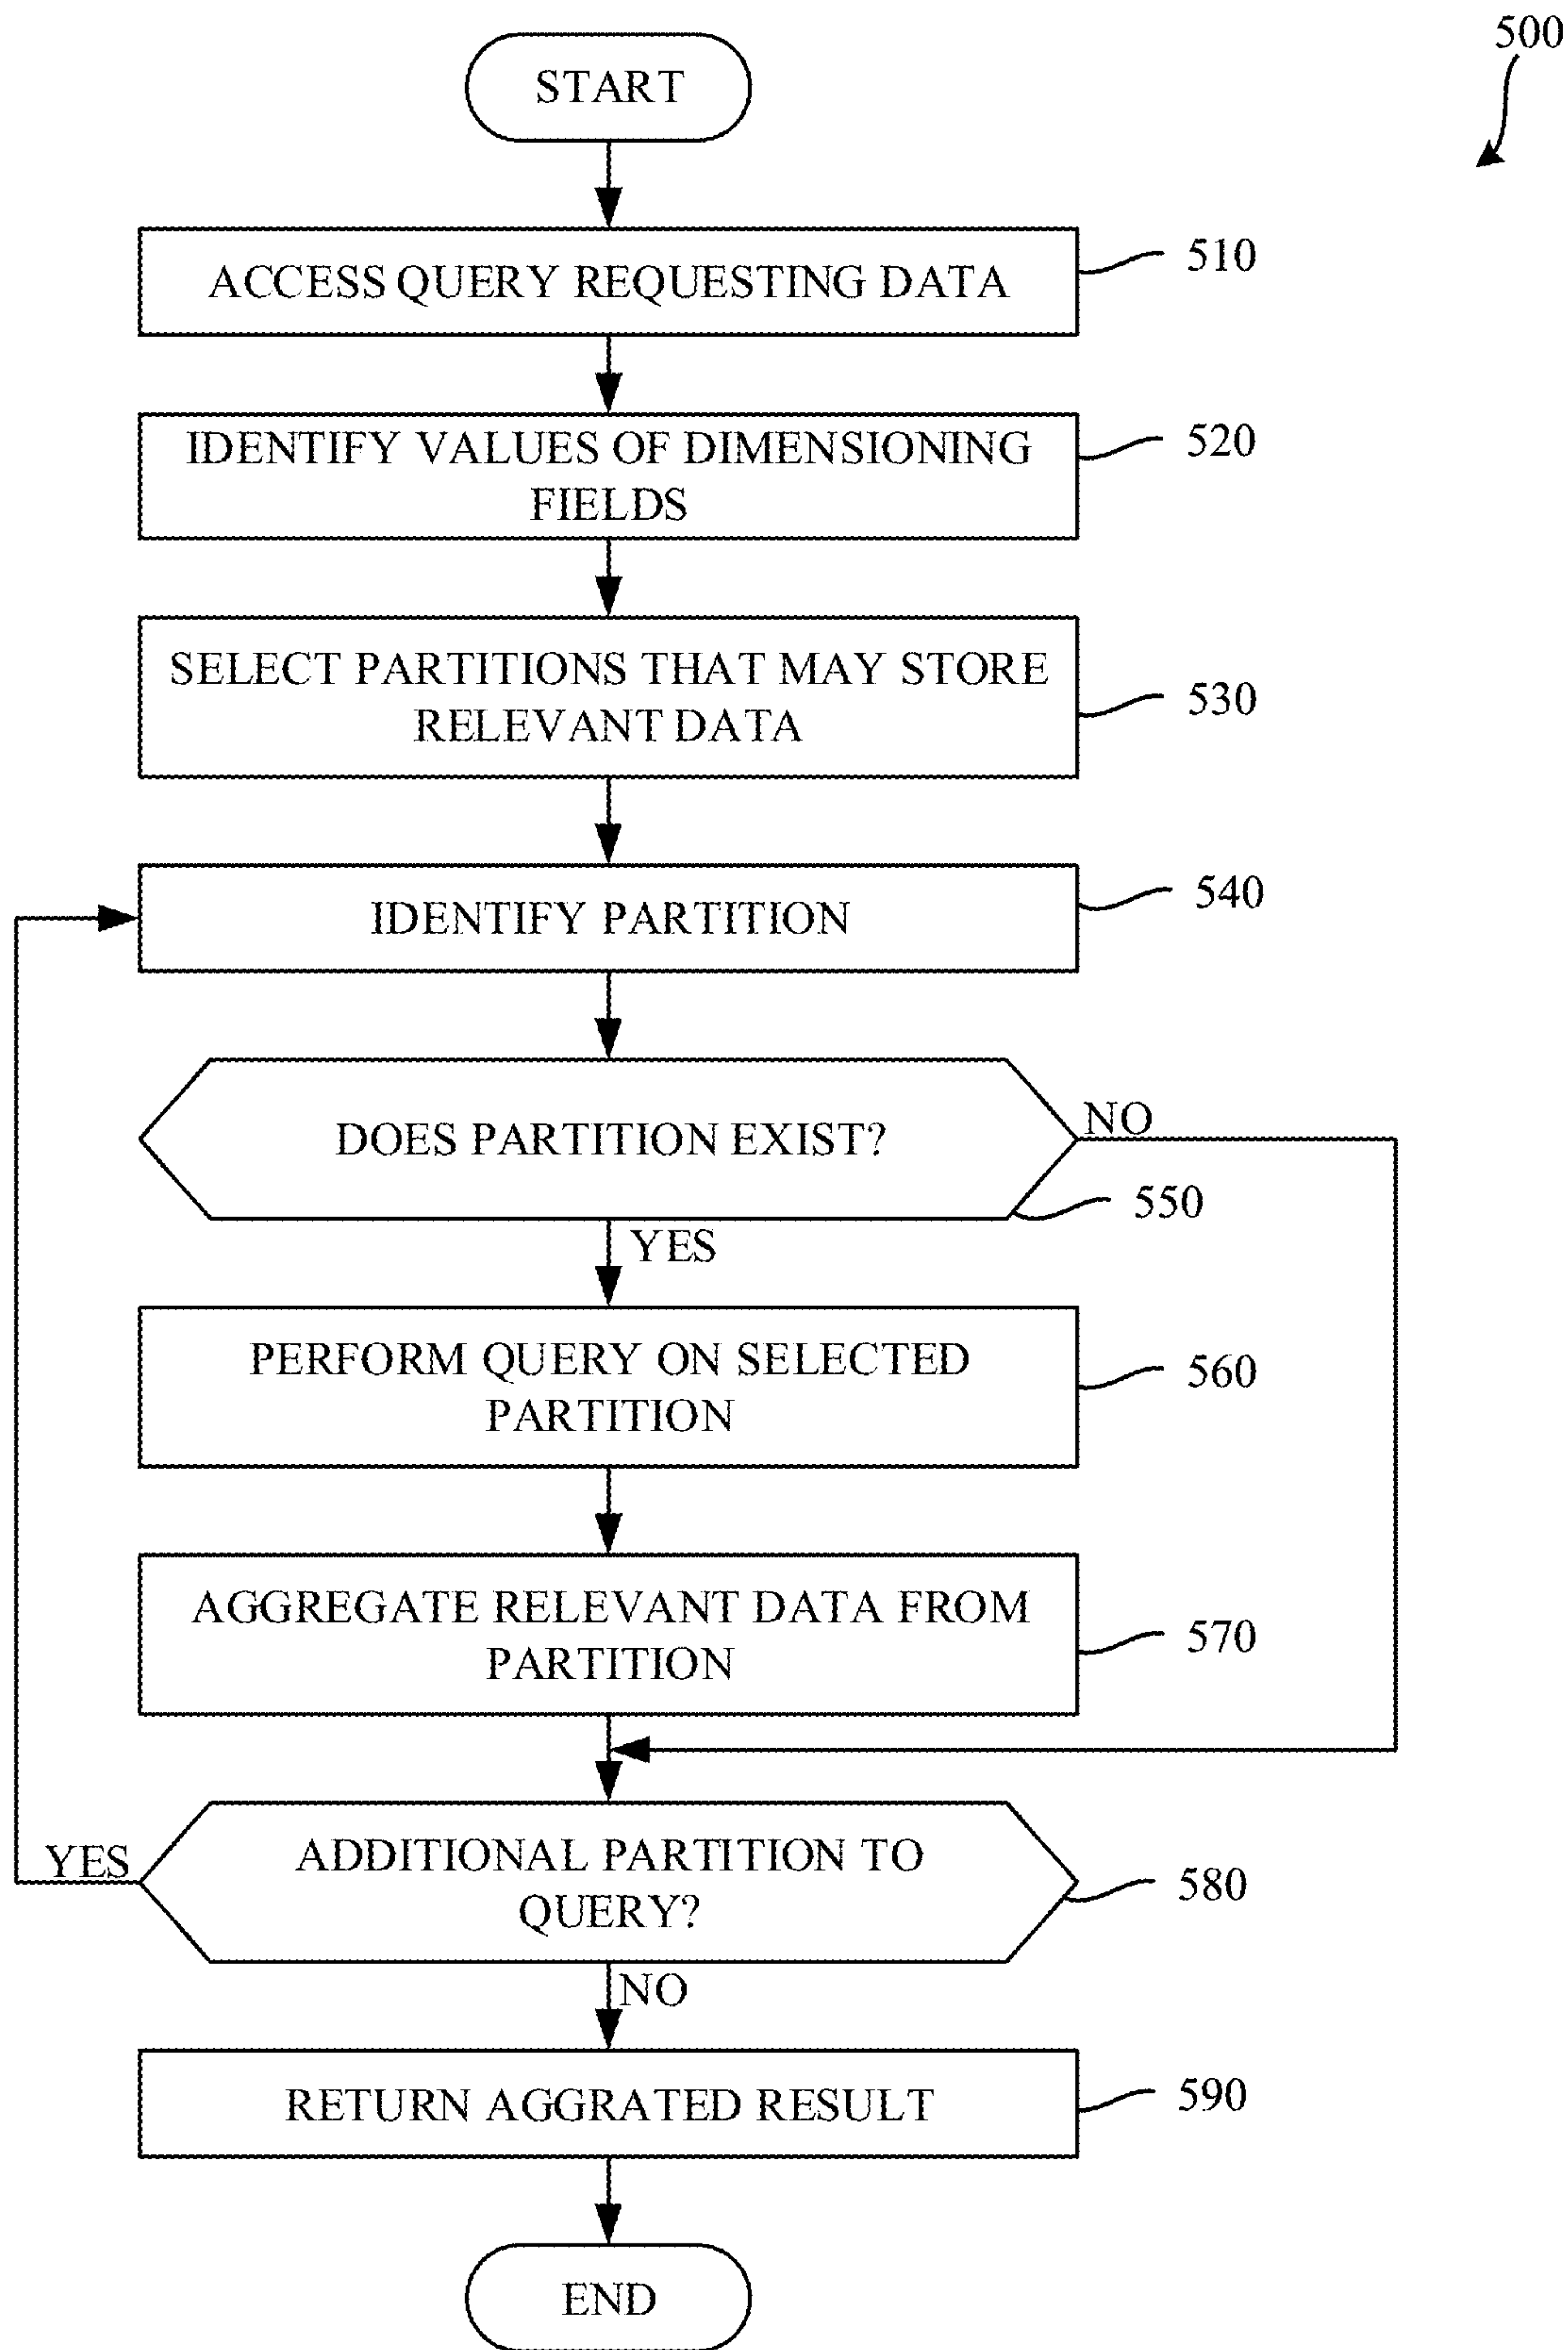 500
START
ACCESS QUERY REQUESTING DATA
510
IDENTIFY VALUES OF DIMENSIONING
FIELDS
520
SELECT PARTITIONS THAT MAY STORE
RELEVANT DATA
530
IDENTIFY PARTITION
540
DOES PARTITION EXIST?
NO
550
YES
PERFORM QUERY ON SELECTED
PARTITION
560
AGGREGATE RELEVANT DATA FROM
PARTITION
570
YES
ADDITIONAL PARTITION TO
QUERY?
580
NO
RETURN AGGRATED RESULT
590
END